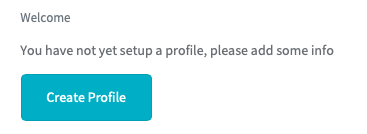 Welcome
You have not yet setup a profile, please add some info
Create Profile